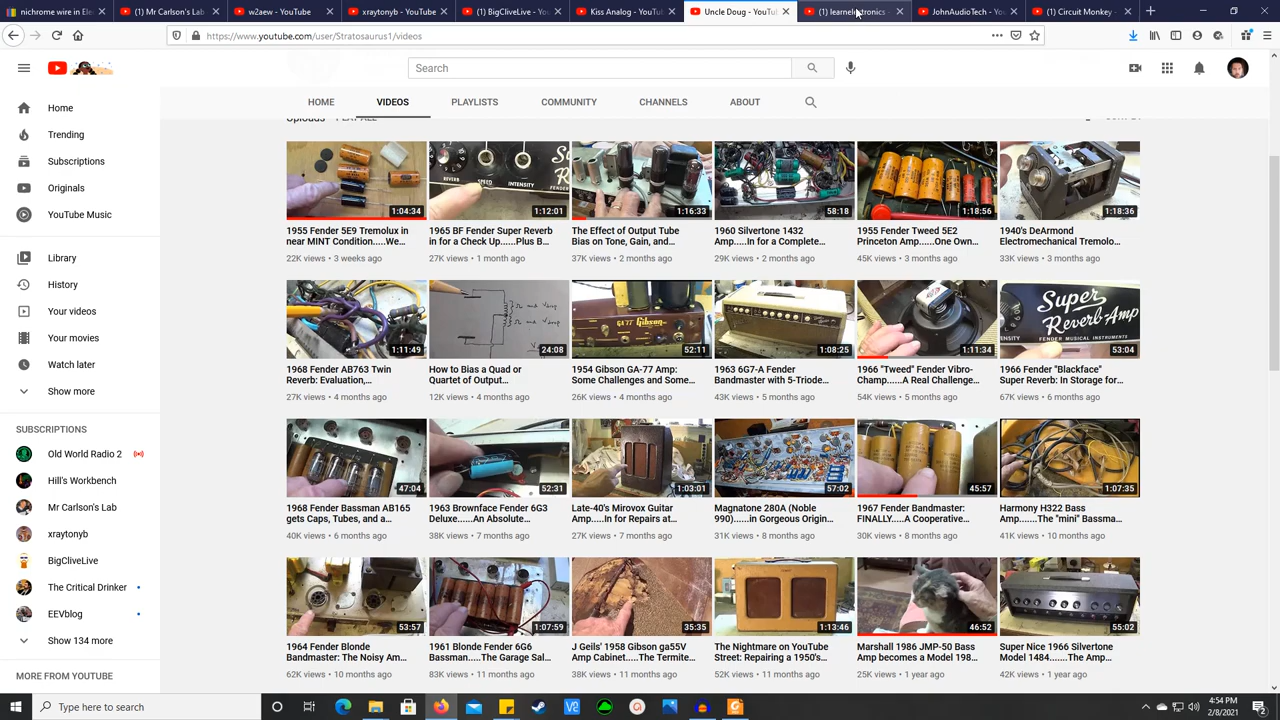 nichrome wire in Elec
(1) Mr Carlson's Lab
w2aew - YouTube
xraytonyb - YouTube
(1) BigCliveLive - Yo
Kiss Analog - YouTub
Uncle Doug - YouTu
(1) learnelectronics -
JohnAudioTech - You
(1) Circuit Monkey -
https://www.youtube.com/user/Stratosaurus1/videos
Search
HOME VIDEOS PLAYLISTS COMMUNITY CHANNELS ABOUT
Uploads PLAY ALL SORT BY
Home
Trending
Subscriptions
Originals
YouTube Music
Library
History
Your videos
Your movies
Watch later
Show more
SUBSCRIPTIONS
Old World Radio 2
Hill's Workbench
Mr Carlson's Lab
xraytonyb
BigCliveLive
The Critical Drinker
EEVblog
Show 134 more
MORE FROM YOUTUBE
1:04:34
REVERB SPEED INTENSITY FENDER 1:12:01
1:16:33
58:18
1:18:56
1:18:36
1955 Fender 5E9 Tremolux in
near MINT Condition.....We...
22K views • 3 weeks ago
1965 BF Fender Super Reverb
in for a Check Up......Plus B...
27K views • 1 month ago
The Effect of Output Tube
Bias on Tone, Gain, and...
37K views • 2 months ago
1960 Silvertone 1432
Amp.....In for a Complete...
29K views • 2 months ago
1955 Fender Tweed 5E2
Princeton Amp......One Own...
45K views • 3 months ago
1940's DeArmond
Electromechanical Tremolo...
33K views • 3 months ago
1:11:49
24:08
GA-77 Gibson 52:11
1:08:25
1:11:34
Super Reverb-Amp
FENDER MUSICAL INSTRUMENTS 53:04
1968 Fender AB763 Twin
Reverb: Evaluation,...
27K views • 4 months ago
How to Bias a Quad or
Quartet of Output...
12K views • 4 months ago
1954 Gibson GA-77 Amp:
Some Challenges and Some...
26K views • 4 months ago
1963 6G7-A Fender
Bandmaster with 5-Triode...
43K views • 5 months ago
1966 "Tweed" Fender Vibro-
Champ.....A Real Challenge...
54K views • 5 months ago
1966 Fender "Blackface"
Super Reverb: In Storage for...
67K views • 6 months ago
47:04
52:31
1:03:01
57:02
45:57
1:07:35
1968 Fender Bassman AB165
gets Caps, Tubes, and a...
40K views • 6 months ago
1963 Brownface Fender 6G3
Deluxe......An Absolute...
38K views • 7 months ago
Late-40's Mirovox Guitar
Amp.....In for Repairs at...
27K views • 7 months ago
Magnatone 280A (Noble
990)......in Gorgeous Origin...
31K views • 8 months ago
1967 Fender Bandmaster:
FINALLY.....A Cooperative...
30K views • 8 months ago
Harmony H322 Bass
Amp.......The "mini" Bassma...
41K views • 10 months ago
53:57
1:07:59
35:35
1:13:46
46:52
55:02
1964 Fender Blonde
Bandmaster: The Noisy Am...
62K views • 10 months ago
1961 Blonde Fender 6G6
Bassman.....The Garage Sal...
83K views • 11 months ago
J Geils' 1958 Gibson ga55V
Amp Cabinet.....The Termite...
38K views • 11 months ago
The Nightmare on YouTube
Street: Repairing a 1950's...
52K views • 11 months ago
Marshall 1986 JMP-50 Bass
Amp becomes a Model 198...
25K views • 1 year ago
Super Nice 1966 Silvertone
Model 1484.......The Amp...
42K views • 1 year ago
Type here to search
4:54 PM
2/8/2021